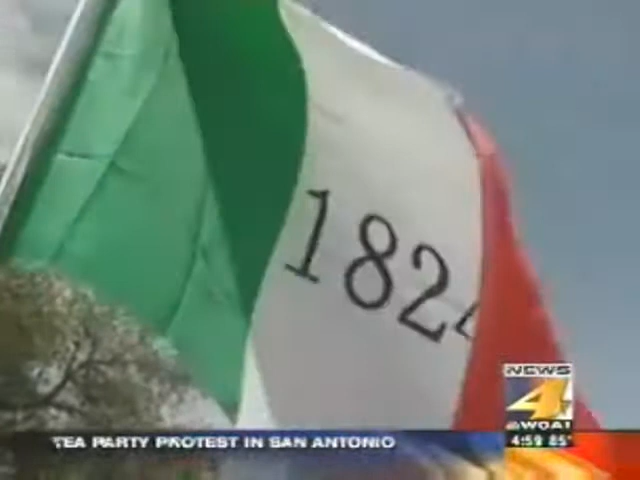 1824
NEWS
4
WOAI
4:59 85°
TEA PARTY PROTEST IN SAN ANTONIO